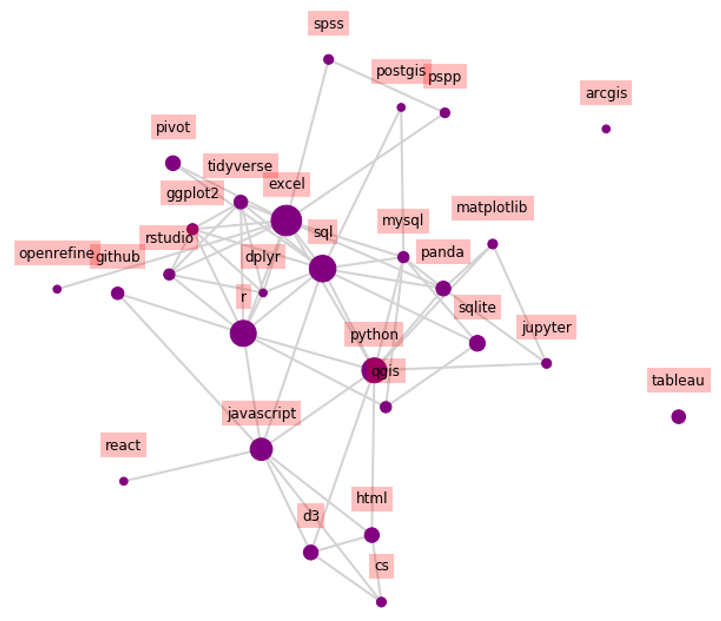 spss
postgis
pspp
arcgis
pivot
tidyverse
excel
ggplot2
matplotlib
mysql
sql
rstudio
panda
openrefine
github
dplyr
r
sqlite
jupyter
python
qgis
tableau
javascript
react
html
d3
cs